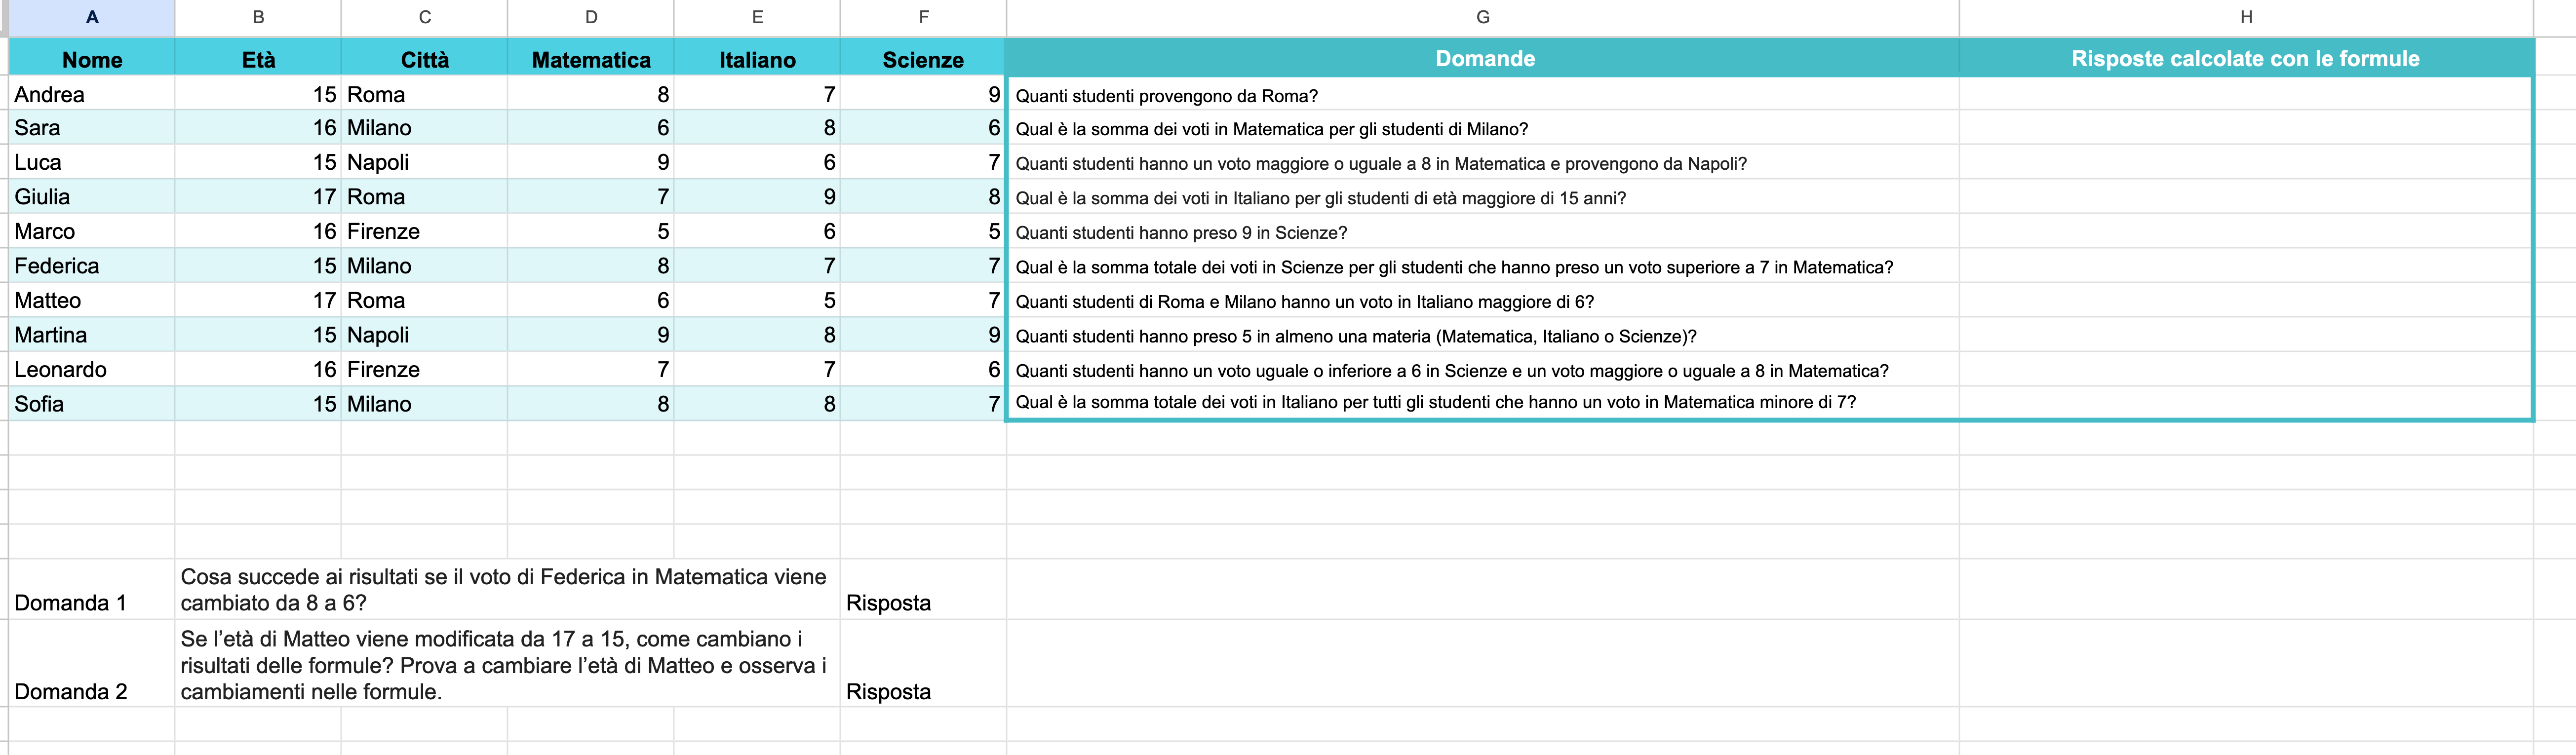 A B C D E F G H
Nome Età Città Matematica Italiano Scienze Domande Risposte calcolate con le formule
Andrea 15 Roma 8 7 9 Quanti studenti provengono da Roma?
Sara 16 Milano 6 8 6 Qual è la somma dei voti in Matematica per gli studenti di Milano?
Luca 15 Napoli 9 6 7 Quanti studenti hanno un voto maggiore o uguale a 8 in Matematica e provengono da Napoli?
Giulia 17 Roma 7 9 8 Qual è la somma dei voti in Italiano per gli studenti di età maggiore di 15 anni?
Marco 16 Firenze 5 6 5 Quanti studenti hanno preso 9 in Scienze?
Federica 15 Milano 8 7 7 Qual è la somma totale dei voti in Scienze per gli studenti che hanno preso un voto superiore a 7 in Matematica?
Matteo 17 Roma 6 5 7 Quanti studenti di Roma e Milano hanno un voto in Italiano maggiore di 6?
Martina 15 Napoli 9 8 9 Quanti studenti hanno preso 5 in almeno una materia (Matematica, Italiano o Scienze)?
Leonardo 16 Firenze 7 7 6 Quanti studenti hanno un voto uguale o inferiore a 6 in Scienze e un voto maggiore o uguale a 8 in Matematica?
Sofia 15 Milano 8 8 7 Qual è la somma totale dei voti in Italiano per tutti gli studenti che hanno un voto in Matematica minore di 7?
Cosa succede ai risultati se il voto di Federica in Matematica viene
Domanda 1 cambiato da 8 a 6? Risposta
Se l’età di Matteo viene modificata da 17 a 15, come cambiano i
risultati delle formule? Prova a cambiare l’età di Matteo e osserva i
Domanda 2 cambiamenti nelle formule. Risposta